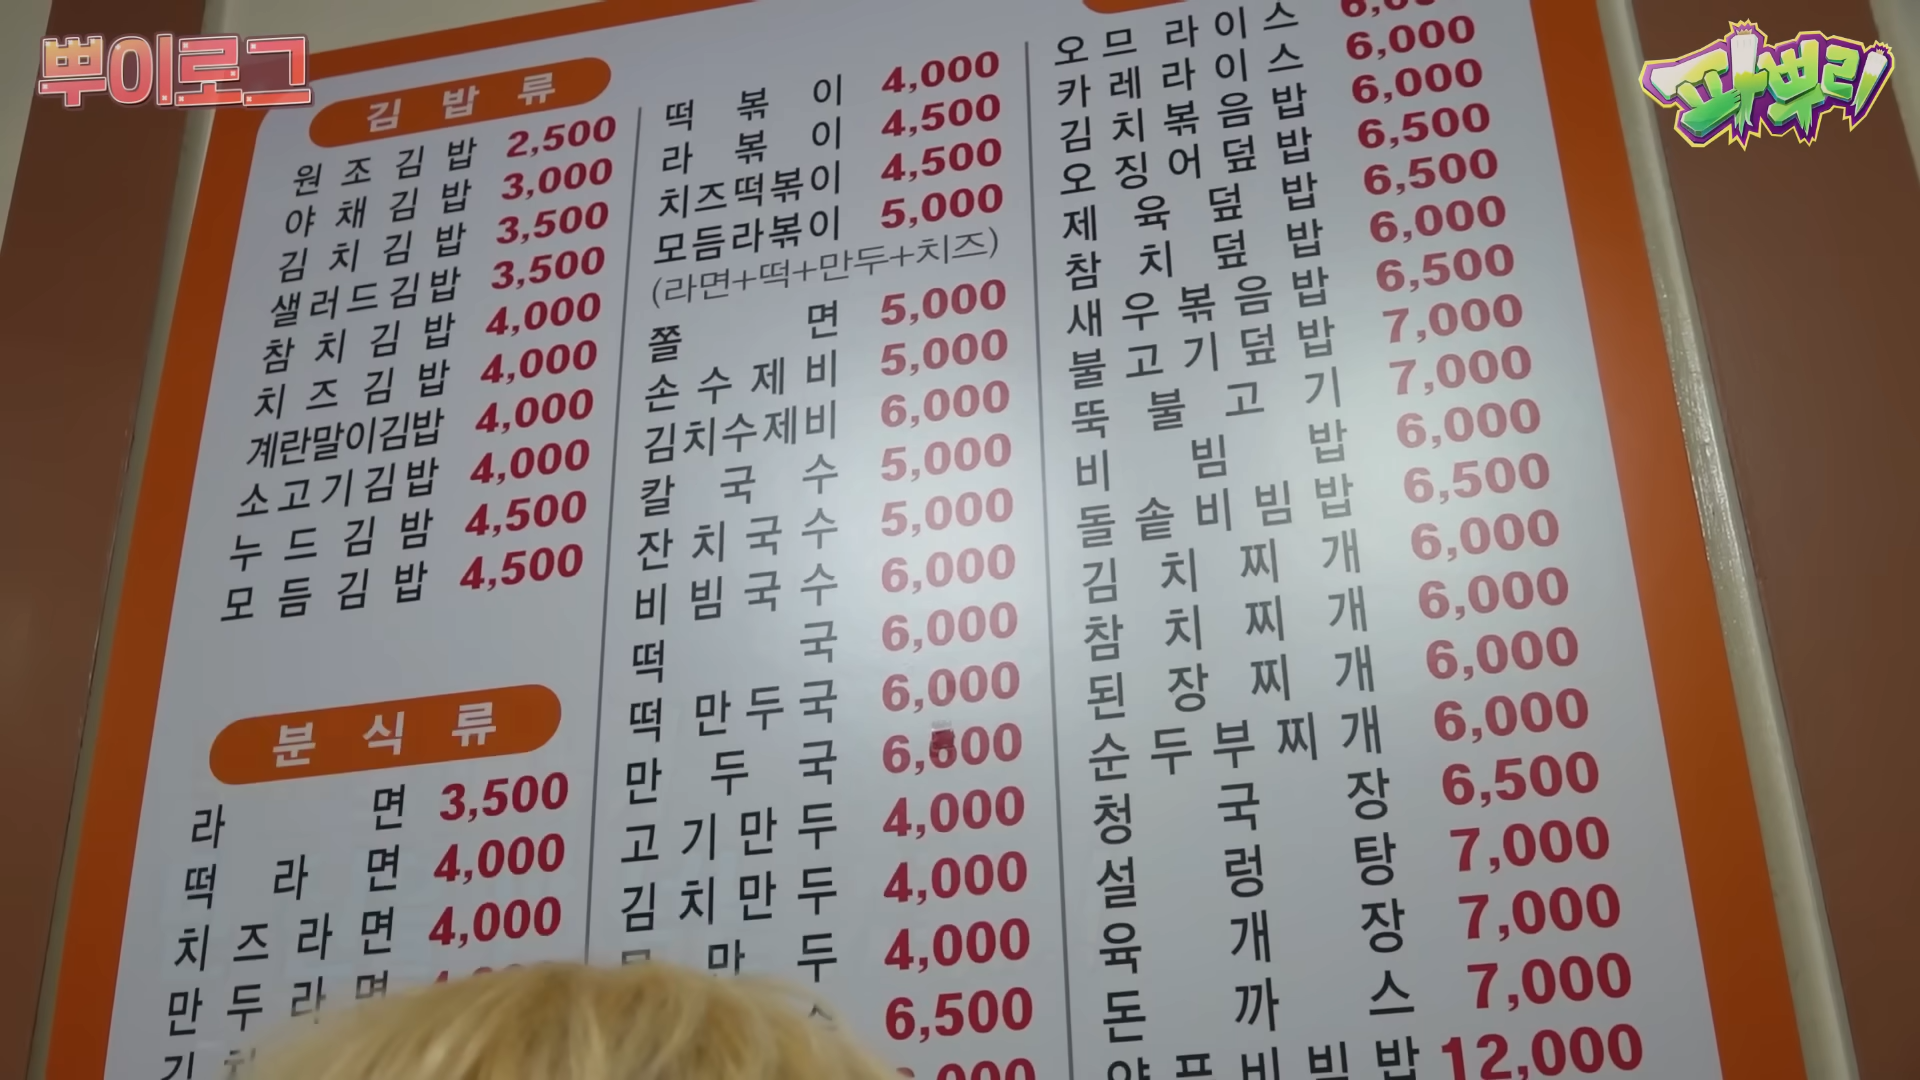 뿌이로그
파뿌리
김밥류
원조김밥 2,500
야채김밥 3,000
김치김밥 3,500
샐러드김밥 3,500
참치김밥 4,000
치즈김밥 4,000
계란말이김밥 4,000
소고기김밥 4,000
누드김밤 4,500
모듬김밥 4,500
분식류
라면 3,500
떡라면 4,000
치즈라면 4,000
만두라면
떡볶이 4,000
라볶이 4,500
치즈떡볶이 4,500
모듬라볶이 5,000
(라면+떡+만두+치즈)
쫄면 5,000
손수제비 5,000
김치수제비 6,000
칼국수 5,000
잔치국수 5,000
비빔국수 6,000
떡국 6,000
떡만두국 6,000
만두국 6,000
고기만두 4,000
김치만두 4,000
만두 4,000
6,500
오므라이스 6,000
카레라이스 6,000
김치볶음밥 6,000
오징어덮밥 6,500
제육덮밥 6,500
참치덮밥 6,000
새우볶음밥 6,500
불고기덮밥 7,000
뚝불고기 7,000
비빔밥 6,000
돌솥비빔밥 6,500
김치찌개 6,000
참치찌개 6,000
된장찌개 6,000
순두부찌개 6,000
청국장 6,500
설렁탕 7,000
육개장 7,000
돈까스 7,000
양푼비빔밥 12,000